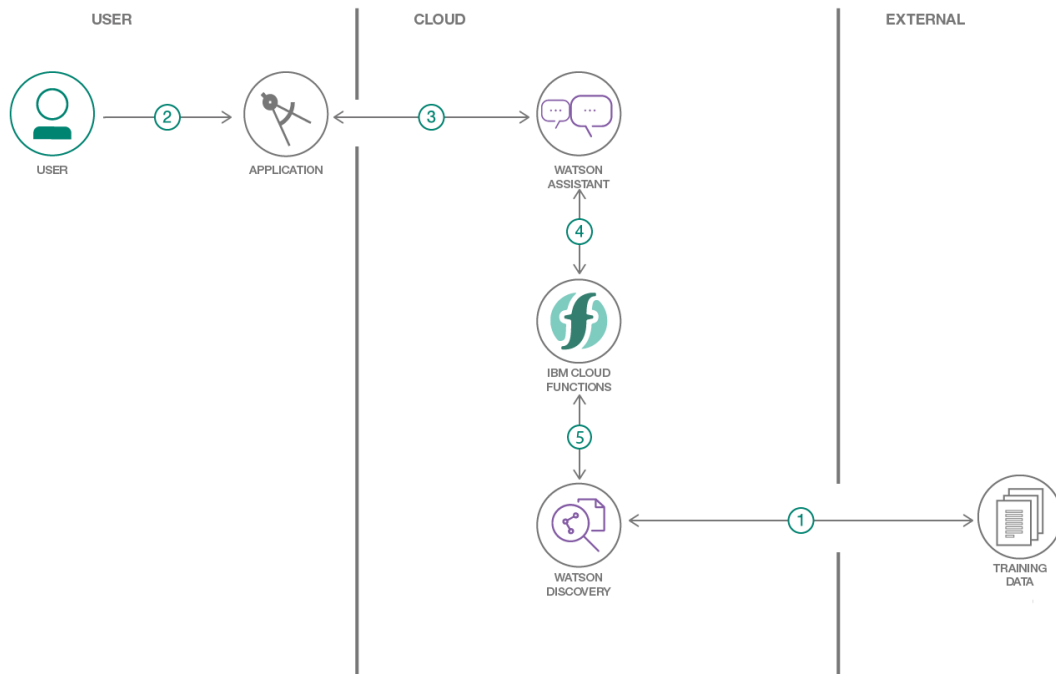 USER
CLOUD
EXTERNAL
2
3
USER
APPLICATION
WATSON
ASSISTANT
4
IBM CLOUD
FUNCTIONS
5
1
WATSON
DISCOVERY
TRAINING
DATA